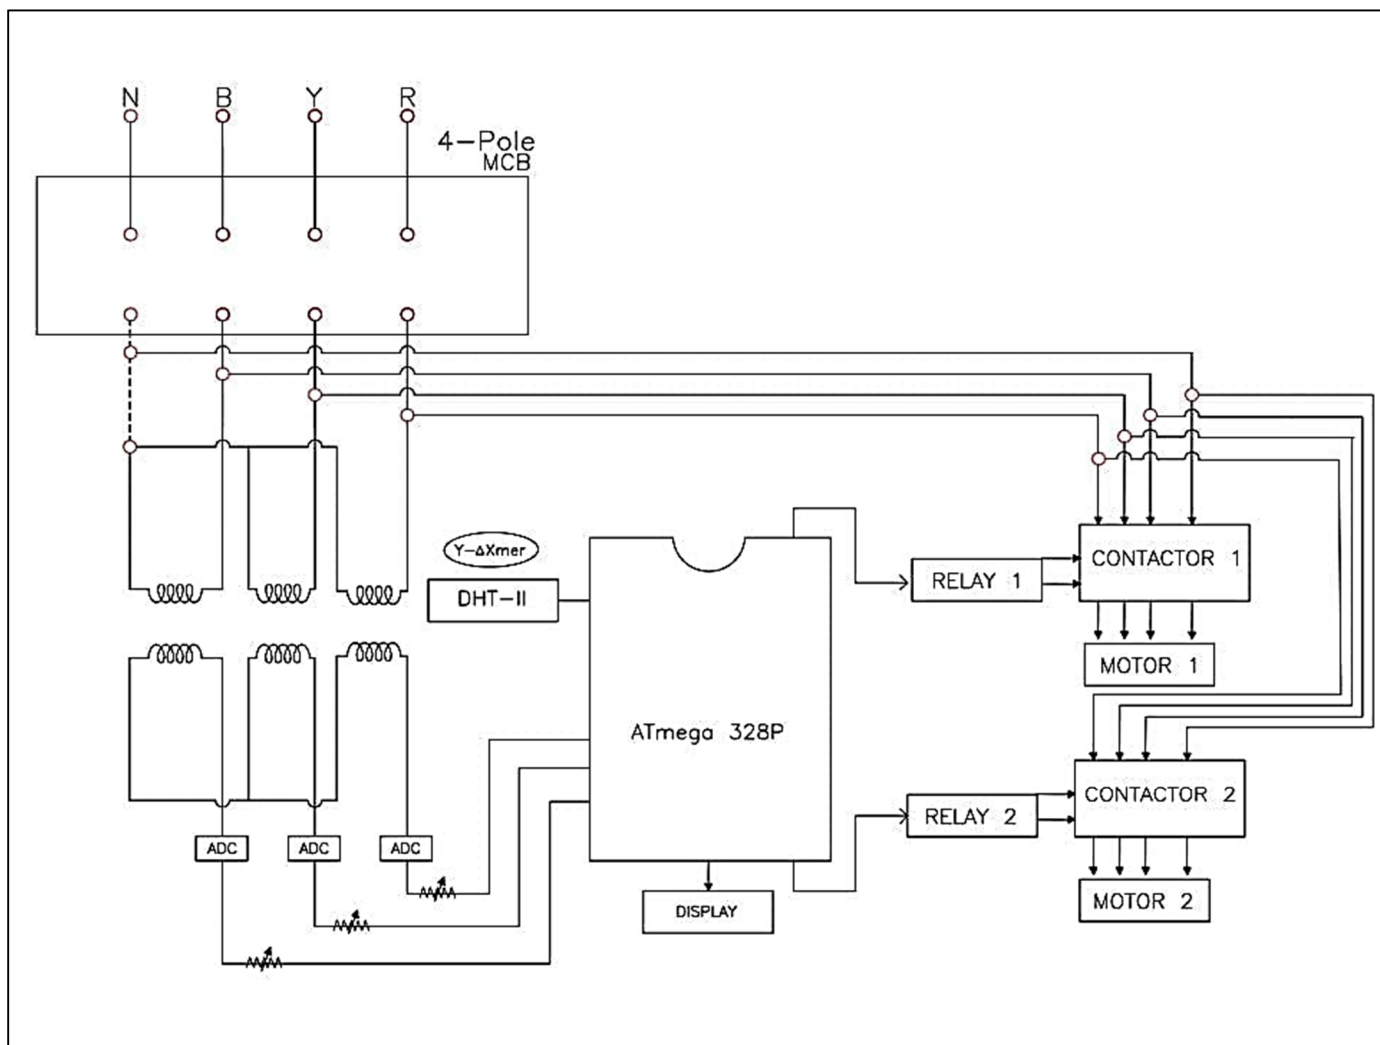 N B Y R
4-Pole
MCB
Y-ΔXmer
DHT-II
ATmega 328P
RELAY 1
CONTACTOR 1
MOTOR 1
RELAY 2
CONTACTOR 2
MOTOR 2
ADC ADC ADC
DISPLAY